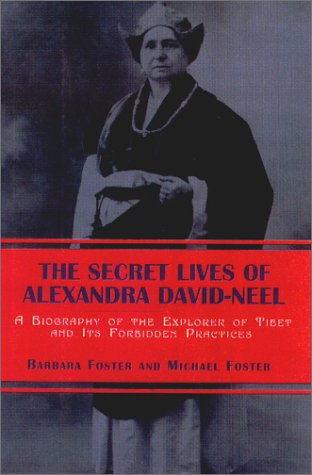 THE SECRET LIVES OF
ALEXANDRA DAVID-NEEL
A BIOGRAPHY OF THE EXPLORER OF TIBET
AND ITS FORBIDDEN PRACTICES
BARBARA FOSTER AND MICHAEL FOSTER